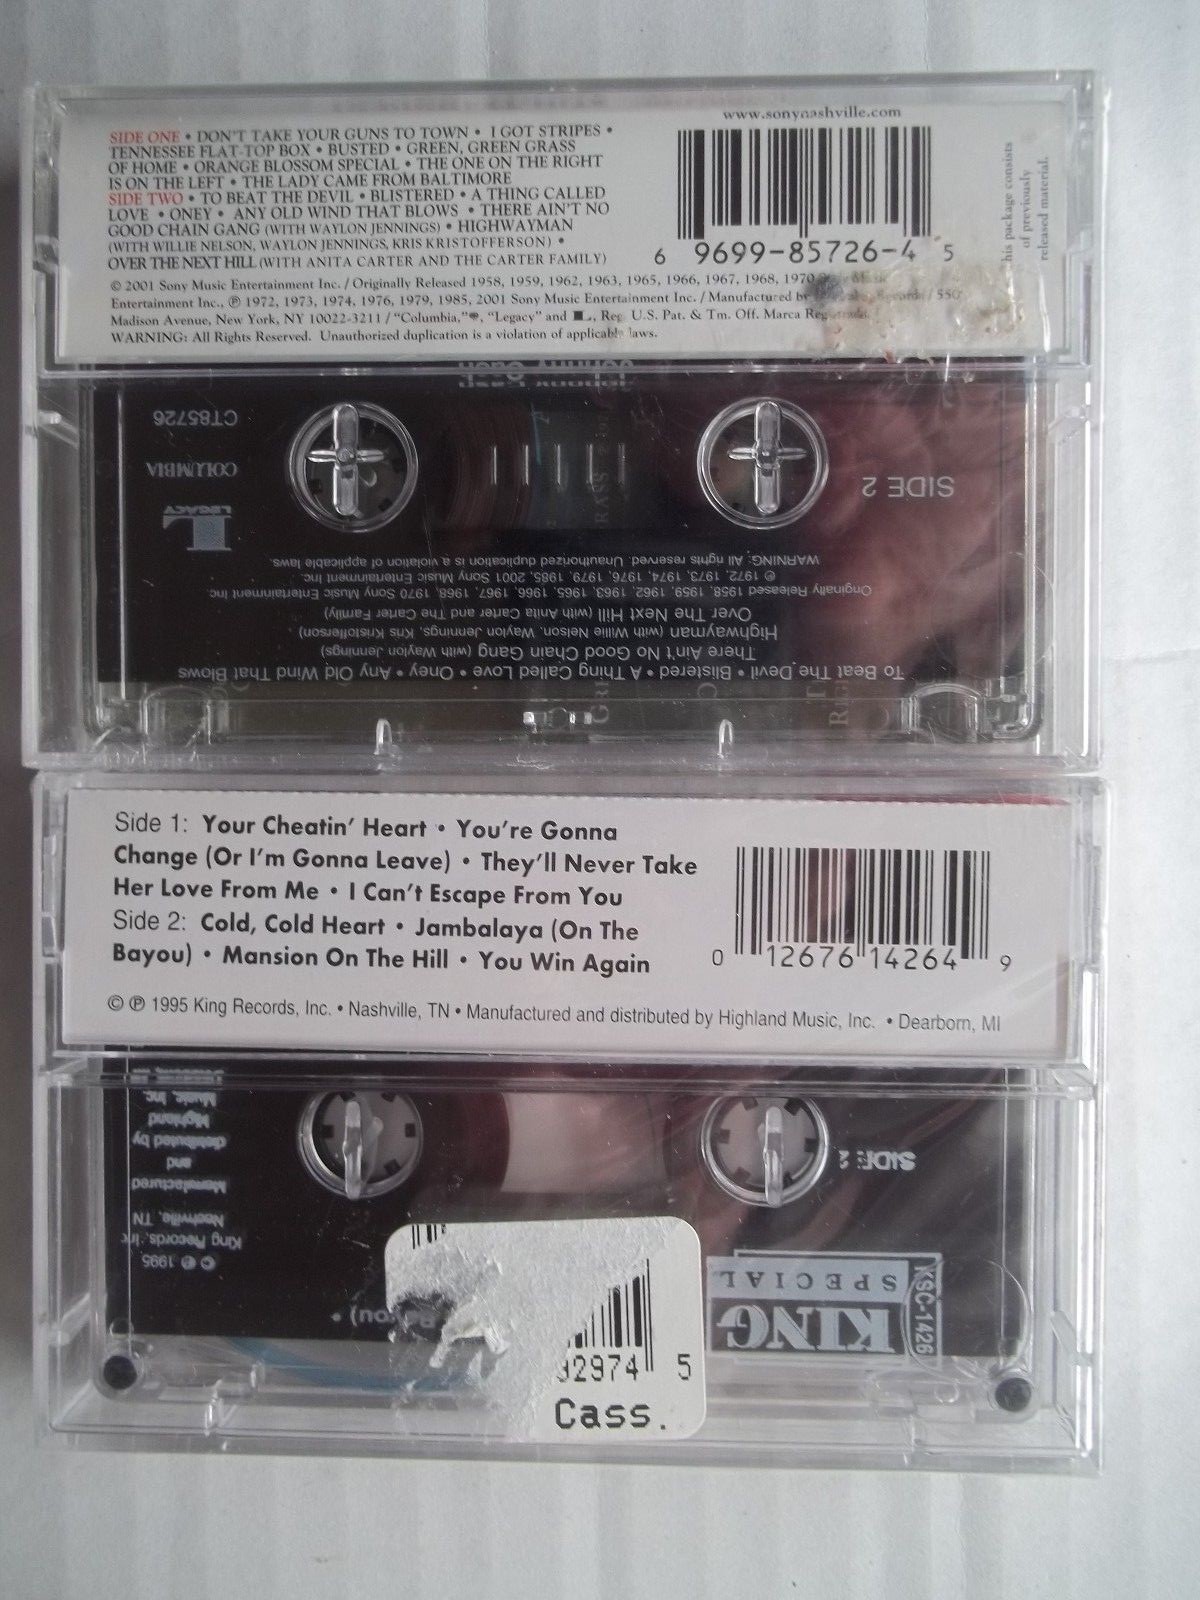 www.sonynashville.com
SIDE ONE • DON'T TAKE YOUR GUNS TO TOWN • I GOT STRIPES •
TENNESSEE FLAT-TOP BOX • BUSTED • GREEN, GREEN GRASS
OF HOME • ORANGE BLOSSOM SPECIAL • THE ONE ON THE RIGHT
IS ON THE LEFT • THE LADY CAME FROM BALTIMORE
SIDE TWO • TO BEAT THE DEVIL • BLISTERED • A THING CALLED
LOVE • ONEY • ANY OLD WIND THAT BLOWS • THERE AIN'T NO
GOOD CHAIN GANG (WITH WAYLON JENNINGS) • HIGHWAYMAN
(WITH WILLIE NELSON, WAYLON JENNINGS, KRIS KRISTOFFERSON) •
OVER THE NEXT HILL (WITH ANITA CARTER AND THE CARTER FAMILY)
6 9699-85726-4 5
This package consists
of previously
released material.
© 2001 Sony Music Entertainment Inc. / Originally Released 1958, 1959, 1962, 1963, 1965, 1966, 1967, 1968, 1970 Music
Entertainment Inc., ℗ 1972, 1973, 1974, 1976, 1979, 1985, 2001 Sony Music Entertainment Inc. / Manufactured by Records / 550
Madison Avenue, New York, NY 10022-3211 / "Columbia," "Legacy" and Reg. U.S. Pat. & Tm. Off. Marca Registrada.
WARNING: All Rights Reserved. Unauthorized duplication is a violation of applicable laws.
Johnny Cash
CT85726
COLUMBIA
LEGACY
SIDE 2
To Beat The Devil • Blistered • A Thing Called Love • Oney • Any Old Wind That Blows
There Ain't No Good Chain Gang (with Waylon Jennings)
Highwayman (with Willie Nelson, Waylon Jennings, Kris Kristofferson)
Over The Next Hill (with Anita Carter and The Carter Family)
Originally Released 1958, 1959, 1962, 1963, 1965, 1966, 1967, 1968, 1970 Sony Music Entertainment Inc.
℗ 1972, 1973, 1974, 1976, 1979, 1985, 2001 Sony Music Entertainment Inc.
WARNING: All rights reserved. Unauthorized duplication is a violation of applicable laws.
Side 1: Your Cheatin' Heart • You're Gonna
Change (Or I'm Gonna Leave) • They'll Never Take
Her Love From Me • I Can't Escape From You
Side 2: Cold, Cold Heart • Jambalaya (On The
Bayou) • Mansion On The Hill • You Win Again
0 12676 14264 9
© ℗ 1995 King Records, Inc. • Nashville, TN • Manufactured and distributed by Highland Music, Inc. • Dearborn, MI
SIDE 2
KING
SPECIAL
KSC-1426
© ℗ 1995
King Records, Inc.
Nashville, TN
Manufactured
and
distributed by
Highland
Music, Inc.
Bayou) •
92974 5
Cass.